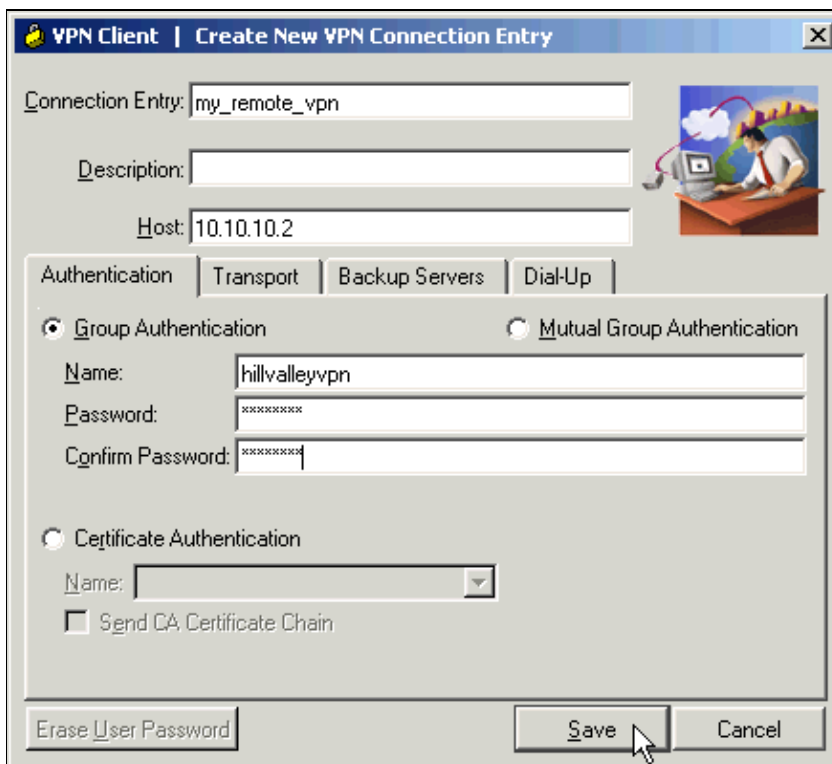 VPN Client | Create New VPN Connection Entry
Connection Entry: my_remote_vpn
Description:
Host: 10.10.10.2
Authentication Transport Backup Servers Dial-Up
Group Authentication Mutual Group Authentication
Name: hillvalleyvpn
Password: ********
Confirm Password: ********
Certificate Authentication
Name:
Send CA Certificate Chain
Erase User Password Save Cancel